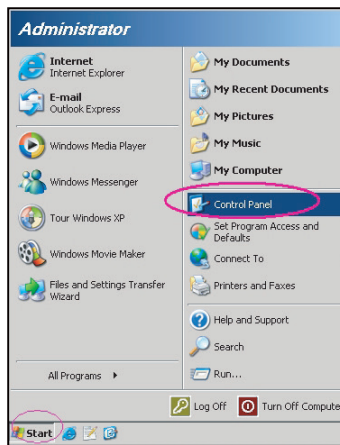 Administrator
Internet
Internet Explorer
E-mail
Outlook Express
Windows Media Player
Windows Messenger
Tour Windows XP
Windows Movie Maker
Files and Settings Transfer
Wizard
All Programs
My Documents
My Recent Documents
My Pictures
My Music
My Computer
Control Panel
Set Program Access and
Defaults
Connect To
Printers and Faxes
Help and Support
Search
Run...
Log Off
Turn Off Compute
Start